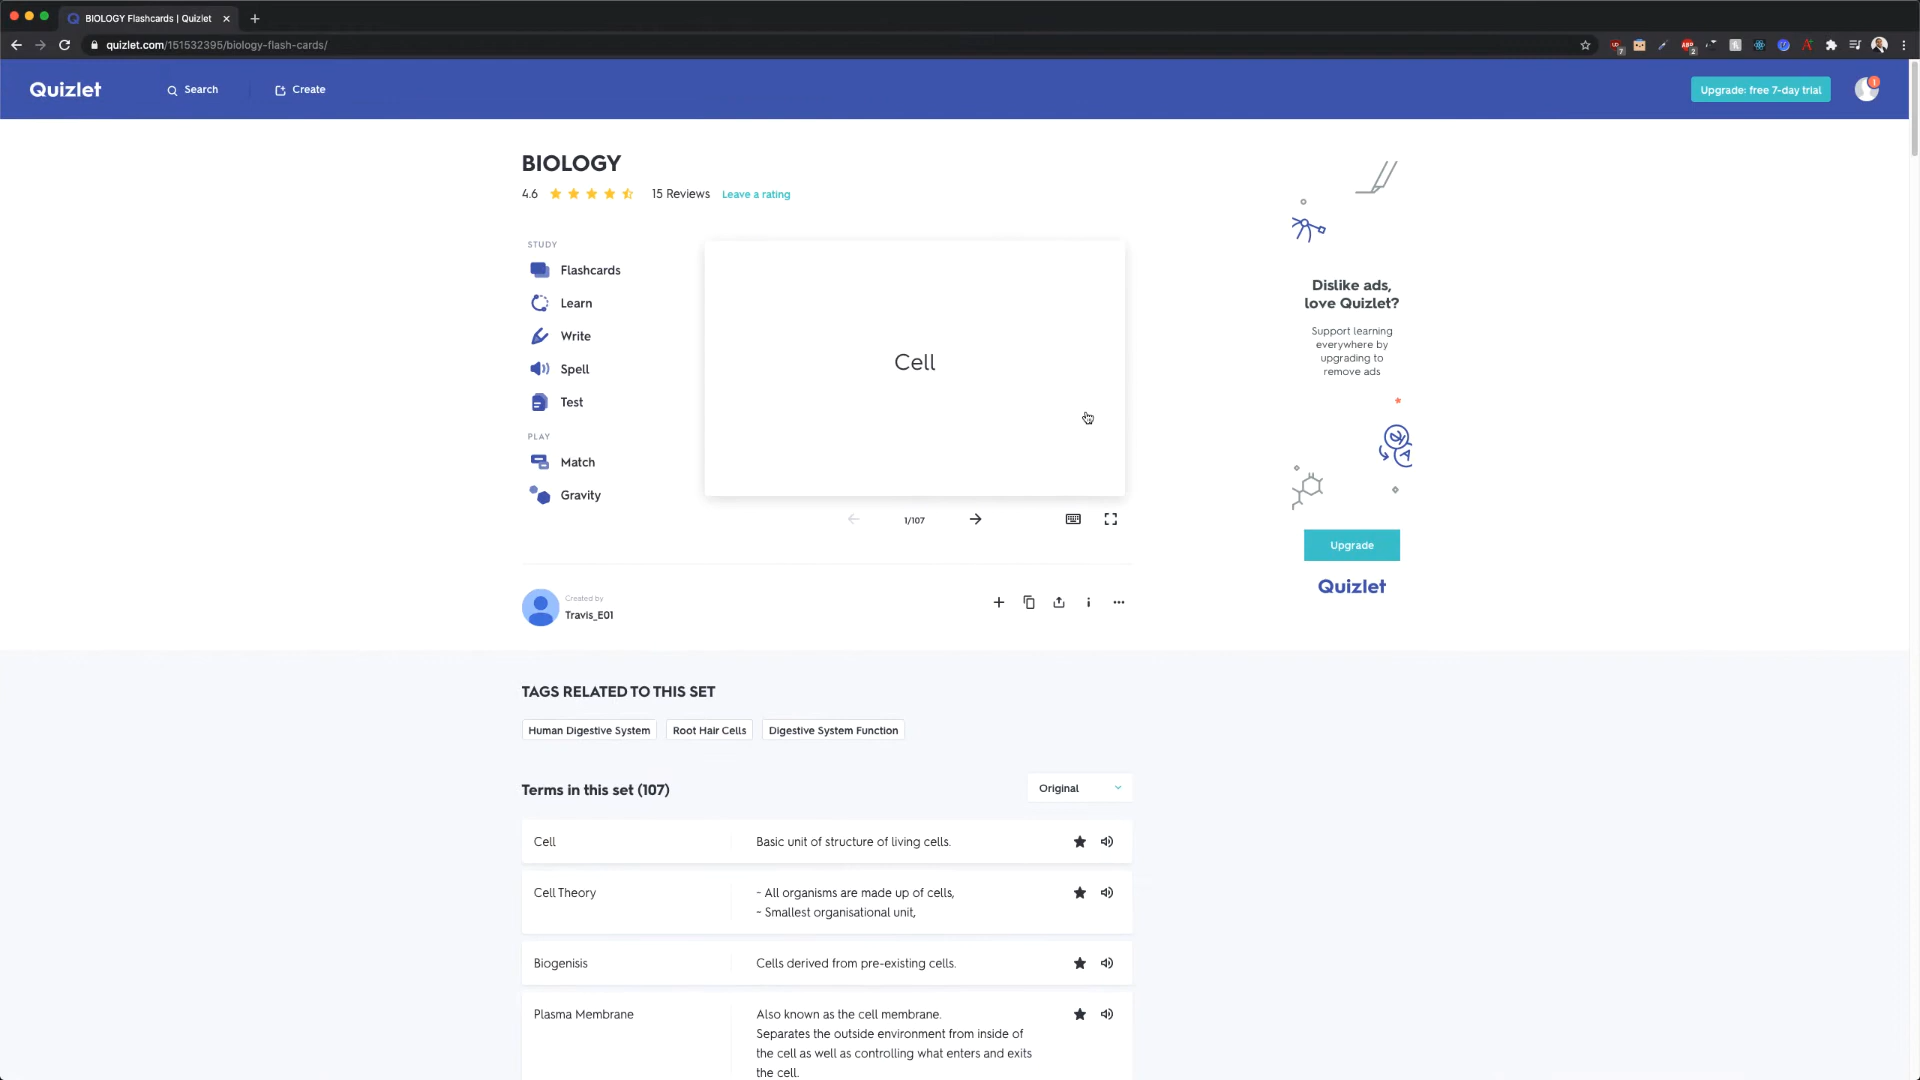 BIOLOGY Flashcards | Quizlet
quizlet.com/151532395/biology-flash-cards/
Quizlet
Search
Create
Upgrade: free 7-day trial
1
BIOLOGY
4.6
15 Reviews
Leave a rating
STUDY
Flashcards
Learn
Write
Spell
Test
PLAY
Match
Gravity
Cell
1/107
Dislike ads,
love Quizlet?
Support learning
everywhere by
upgrading to
remove ads
Upgrade
Quizlet
Created by
Travis_E01
TAGS RELATED TO THIS SET
Human Digestive System
Root Hair Cells
Digestive System Function
Terms in this set (107)
Original
Cell
Basic unit of structure of living cells.
Cell Theory
- All organisms are made up of cells,
- Smallest organisational unit,
Biogenisis
Cells derived from pre-existing cells.
Plasma Membrane
Also known as the cell membrane.
Separates the outside environment from inside of
the cell as well as controlling what enters and exits
the cell.